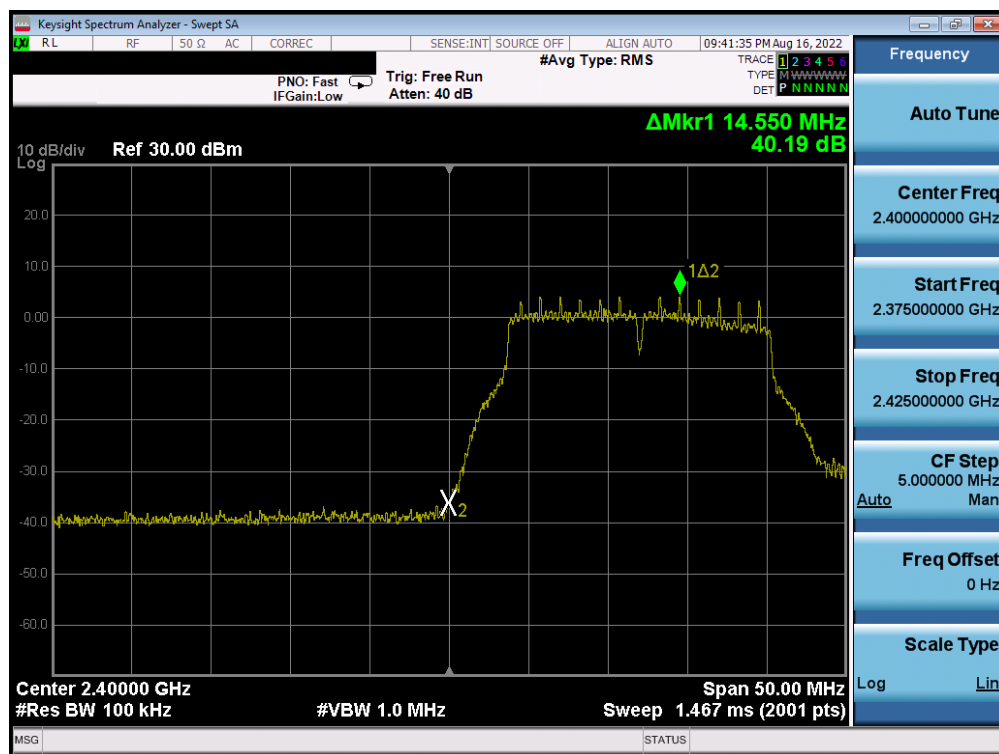 Keysight Spectrum Analyzer - Swept SA
LXI RL RF 50 Ω AC CORREC SENSE:INT SOURCE OFF ALIGN AUTO 09:41:35 PM Aug 16, 2022
#Avg Type: RMS
TRACE 1 2 3 4 5 6
PNO: Fast Trig: Free Run
TYPE M WWWWW
IFGain:Low Atten: 40 dB
DET P N N N N N
ΔMkr1 14.550 MHz
40.19 dB
10 dB/div Ref 30.00 dBm
Log
20.0
10.0
1Δ2
0.00
-10.0
-20.0
-30.0
2
-40.0
-50.0
-60.0
Center 2.40000 GHz Span 50.00 MHz
#Res BW 100 kHz #VBW 1.0 MHz Sweep 1.467 ms (2001 pts)
MSG STATUS
Frequency
Auto Tune
Center Freq
2.400000000 GHz
Start Freq
2.375000000 GHz
Stop Freq
2.425000000 GHz
CF Step
5.000000 MHz
Auto Man
Freq Offset
0 Hz
Scale Type
Log Lin